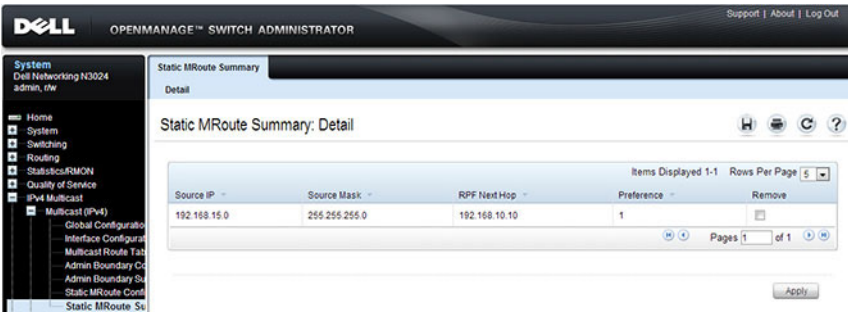 Support | About | Log Out
DELL OPENMANAGE™ SWITCH ADMINISTRATOR
System
Dell Networking N3024
admin, r/w
Home
System
Switching
Routing
Statistics/RMON
Quality of Service
IPv4 Multicast
Multicast (IPv4)
Global Configuratio
Interface Configurat
Multicast Route Tab
Admin Boundary Co
Admin Boundary Su
Static MRoute Confi
Static MRoute Su
Static MRoute Summary
Detail
Static MRoute Summary: Detail
Items Displayed 1-1 Rows Per Page 5
Source IP Source Mask RPF Next Hop Preference Remove
192.168.15.0 255.255.255.0 192.168.10.10 1
Pages 1 of 1
Apply